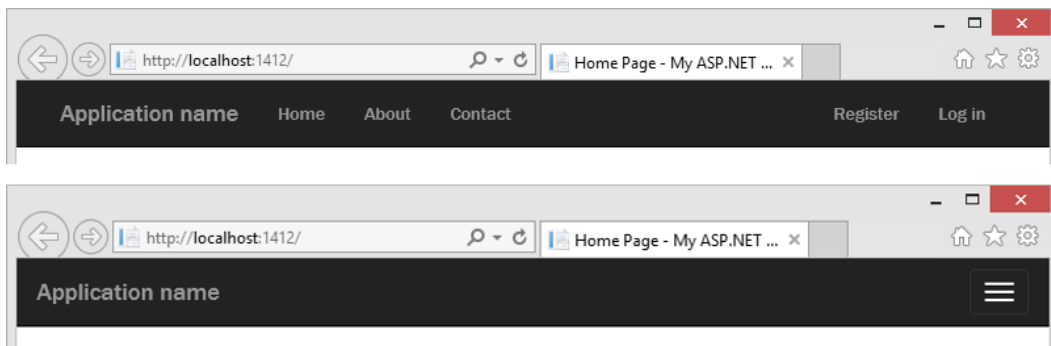 http://localhost:1412/
Home Page - My ASP.NET ...
Application name Home About Contact Register Log in
http://localhost:1412/
Home Page - My ASP.NET ...
Application name